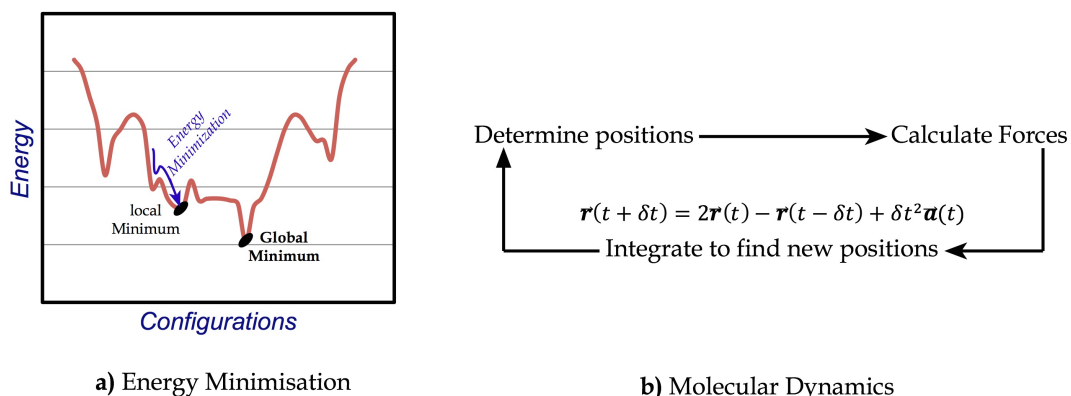 Energy
Energy
Minimization
local
Minimum
Global
Minimum
Configurations
a) Energy Minimisation
Determine positions
Calculate Forces
𝒓⃗(t + δt) = 2𝒓⃗(t) − 𝒓⃗(t − δt) + δt²𝒂⃗(t)
Integrate to find new positions
b) Molecular Dynamics